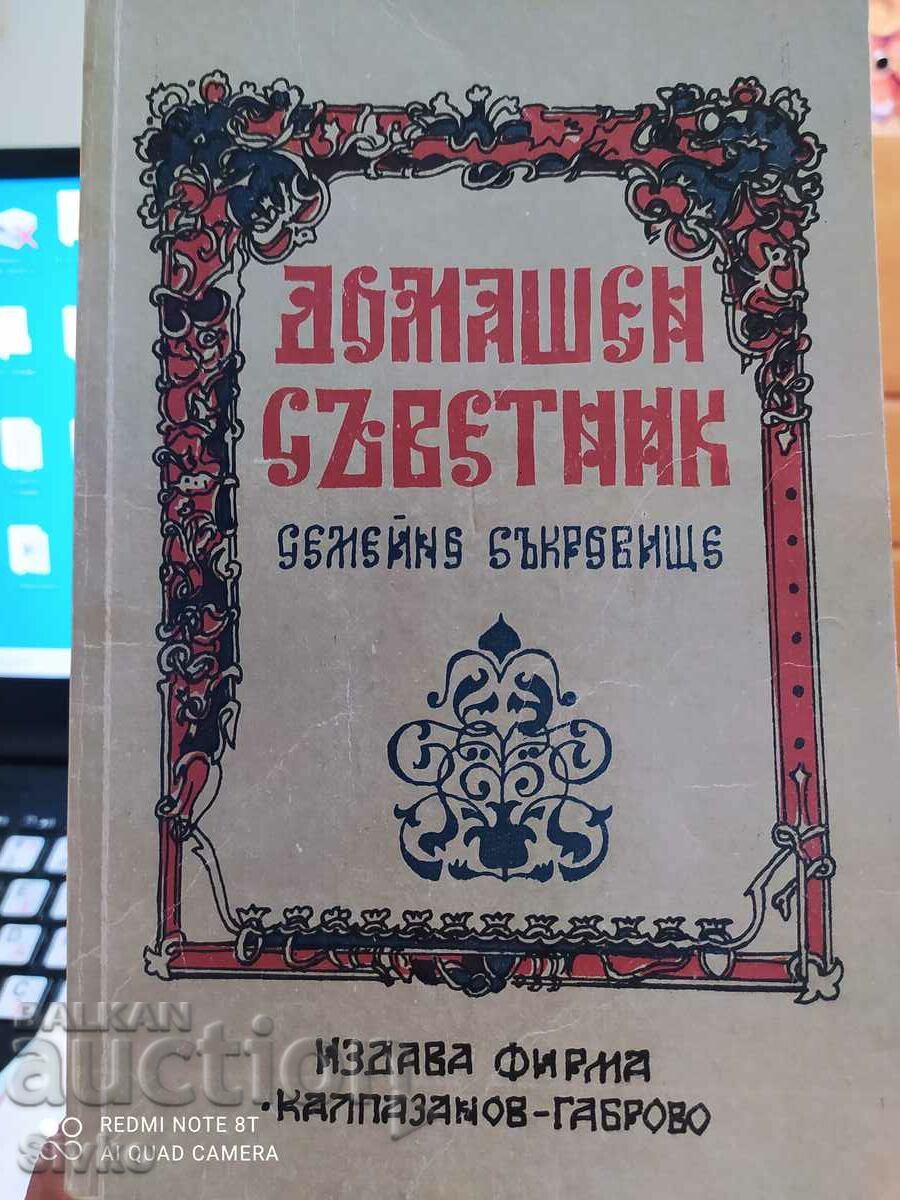 ДОМАШЕН
СЪВЕТНИК
СЕМЕЙНО СЪКРОВИЩЕ
ИЗДАВА ФИРМА
•КАЛПАЗАНОВ-ГАБРОВО
BALKAN
auction
REDMI NOTE 8T
AI QUAD CAMERA